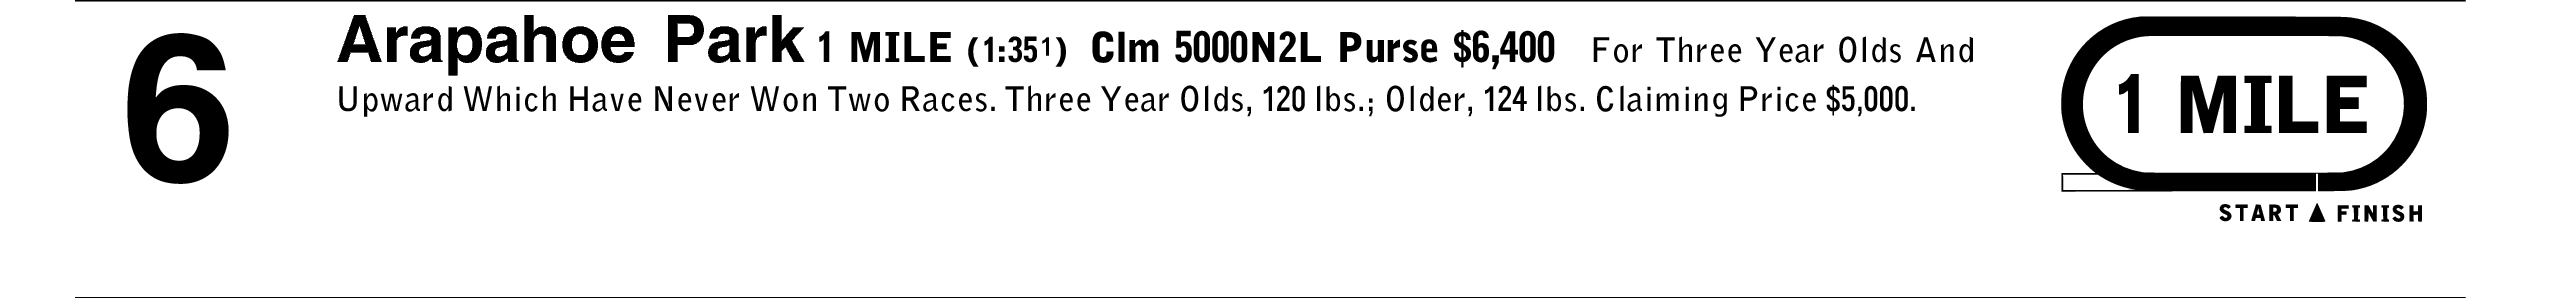 6
Arapahoe Park 1 MILE (1:35¹) Clm 5000N2L Purse $6,400 For Three Year Olds And
Upward Which Have Never Won Two Races. Three Year Olds, 120 lbs.; Older, 124 lbs. Claiming Price $5,000.
1 MILE
START ▲ FINISH